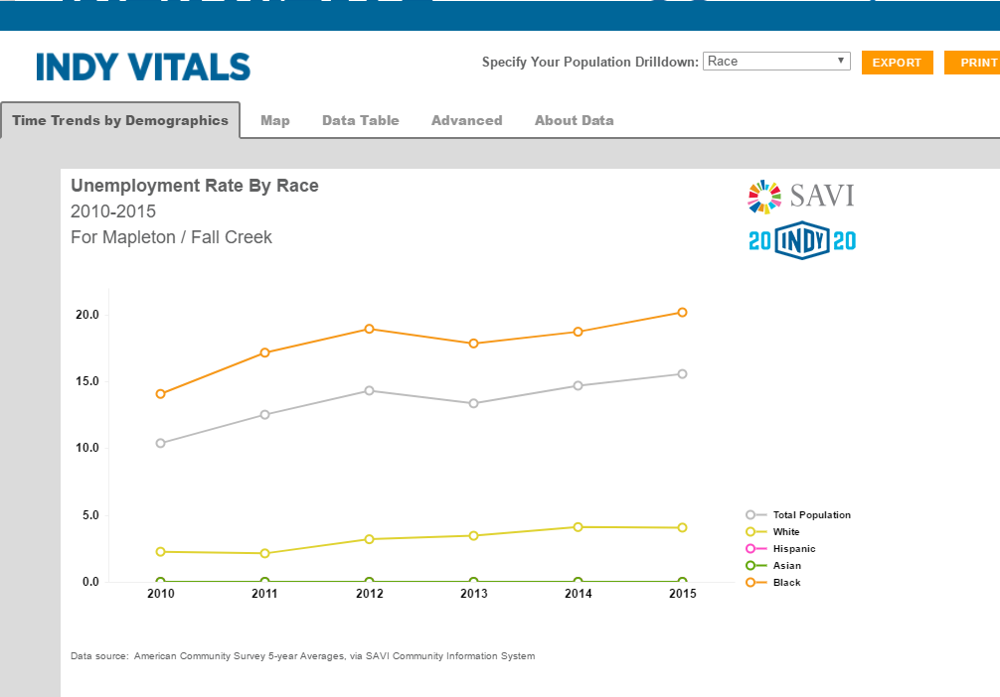 INDY VITALS
Specify Your Population Drilldown: Race
EXPORT
PRINT
Time Trends by Demographics
Map
Data Table
Advanced
About Data
Unemployment Rate By Race
2010-2015
For Mapleton / Fall Creek
SAVI
20 INDY 20
20.0
15.0
10.0
5.0
0.0
2010 2011 2012 2013 2014 2015
Total Population
White
Hispanic
Asian
Black
Data source: American Community Survey 5-year Averages, via SAVI Community Information System